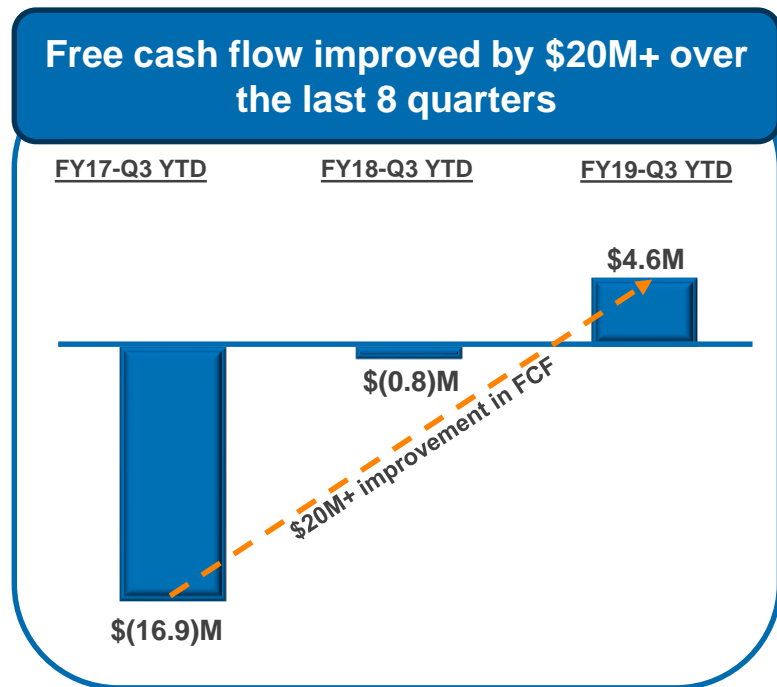 Free cash flow improved by $20M+ over
the last 8 quarters
FY17-Q3 YTD
FY18-Q3 YTD
FY19-Q3 YTD
$4.6M
$(0.8)M
$20M+ improvement in FCF
$(16.9)M